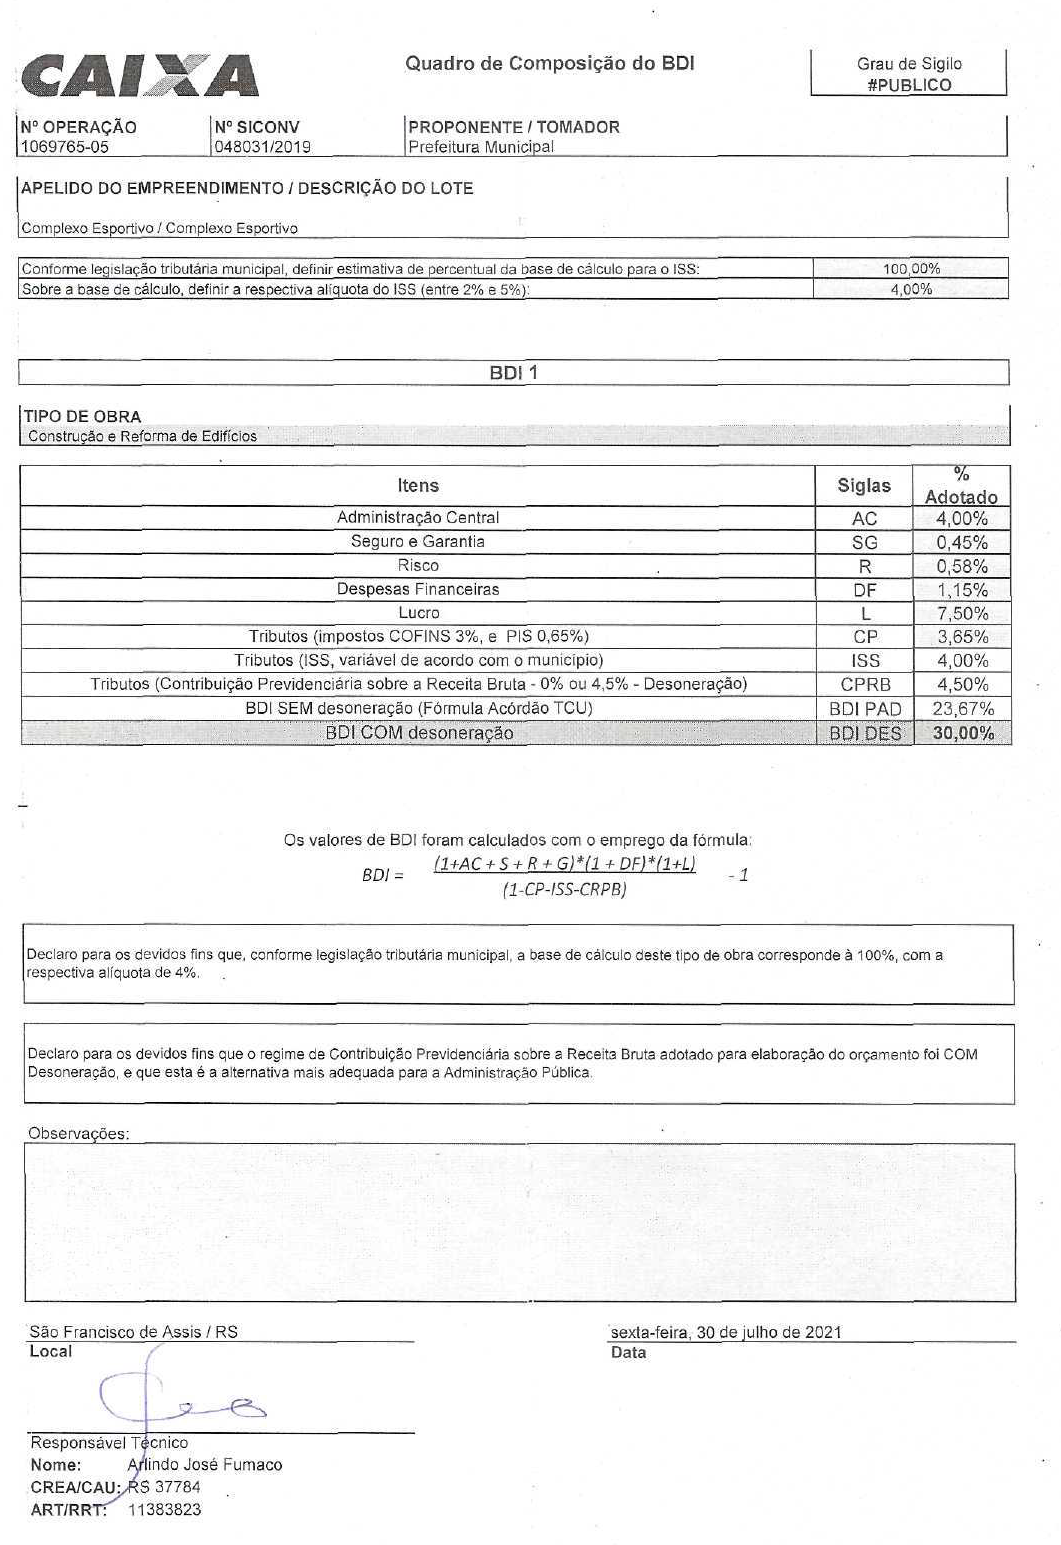 CAIXA
Quadro de Composição do BDI
Grau de Sigilo
#PUBLICO
Nº OPERAÇÃO
1069765-05
Nº SICONV
048031/2019
PROPONENTE / TOMADOR
Prefeitura Municipal
APELIDO DO EMPREENDIMENTO / DESCRIÇÃO DO LOTE
Complexo Esportivo / Complexo Esportivo
Conforme legislação tributária municipal, definir estimativa de percentual da base de cálculo para o ISS: 100,00%
Sobre a base de cálculo, definir a respectiva alíquota do ISS (entre 2% e 5%): 4,00%
BDI 1
TIPO DE OBRA
Construção e Reforma de Edifícios
Itens Siglas % Adotado
Administração Central AC 4,00%
Seguro e Garantia SG 0,45%
Risco R 0,58%
Despesas Financeiras DF 1,15%
Lucro L 7,50%
Tributos (impostos COFINS 3%, e PIS 0,65%) CP 3,65%
Tributos (ISS, variável de acordo com o município) ISS 4,00%
Tributos (Contribuição Previdenciária sobre a Receita Bruta - 0% ou 4,5% - Desoneração) CPRB 4,50%
BDI SEM desoneração (Fórmula Acórdão TCU) BDI PAD 23,67%
BDI COM desoneração BDI DES 30,00%
Os valores de BDI foram calculados com o emprego da fórmula:
BDI = (1+AC + S + R + G)*(1 + DF)*(1+L) - 1
(1-CP-ISS-CRPB)
Declaro para os devidos fins que, conforme legislação tributária municipal, a base de cálculo deste tipo de obra corresponde à 100%, com a
respectiva alíquota de 4%.
Declaro para os devidos fins que o regime de Contribuição Previdenciária sobre a Receita Bruta adotado para elaboração do orçamento foi COM
Desoneração, e que esta é a alternativa mais adequada para a Administração Pública.
Observações:
São Francisco de Assis / RS
Local
sexta-feira, 30 de julho de 2021
Data
Responsável Técnico
Nome: Arlindo José Fumaco
CREA/CAU: RS 37784
ART/RRT: 11383823